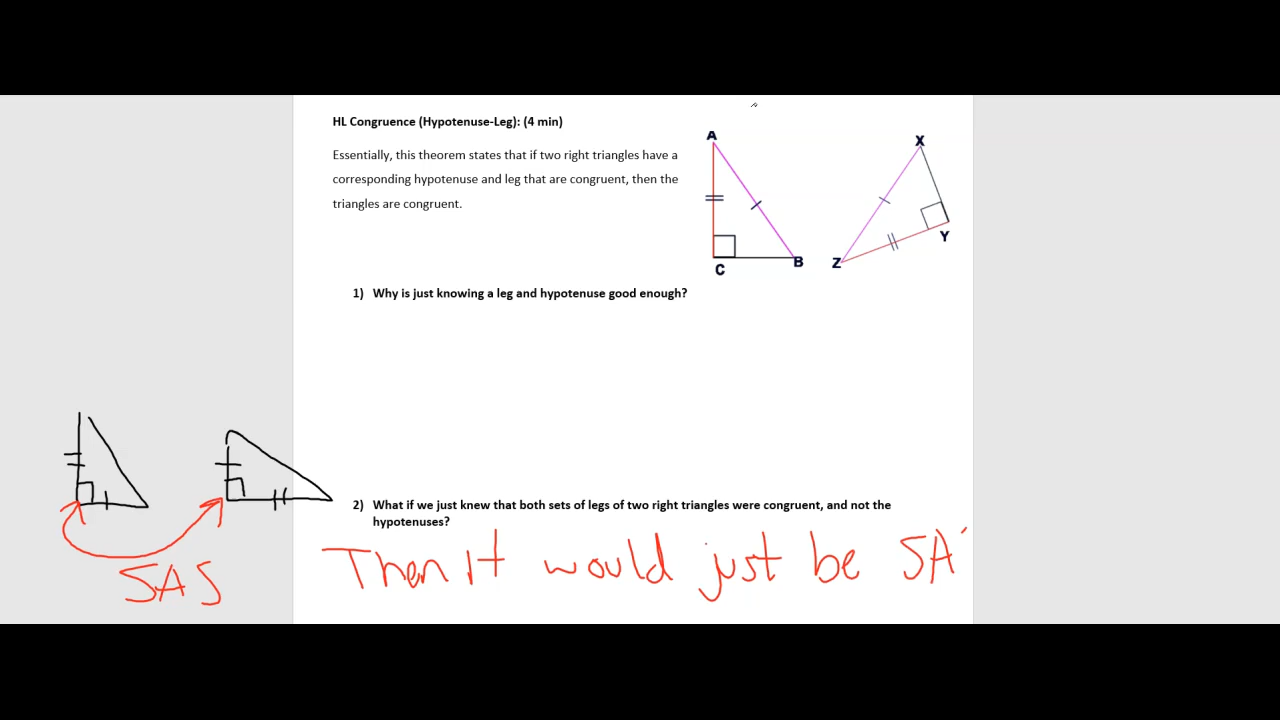 HL Congruence (Hypotenuse-Leg): (4 min)
Essentially, this theorem states that if two right triangles have a
corresponding hypotenuse and leg that are congruent, then the
triangles are congruent.
A
X
C
B
Z
Y
1) Why is just knowing a leg and hypotenuse good enough?
2) What if we just knew that both sets of legs of two right triangles were congruent, and not the
hypotenuses?
Then it would just be SA
SAS